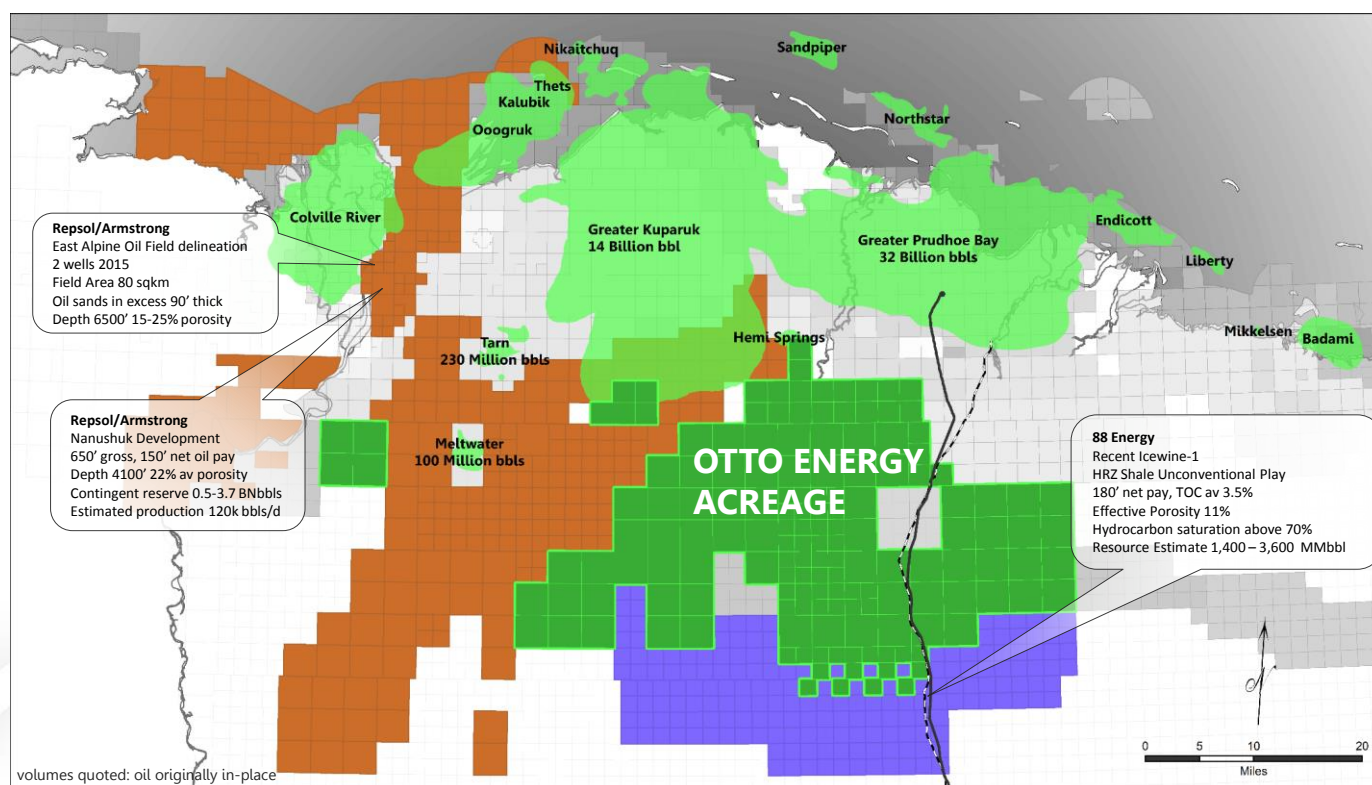 Sandpiper
Nikaitchuq
Thets
Kalubik
Ooogruk
Northstar
Colville River
Greater Kuparuk
14 Billion bbl
Greater Prudhoe Bay
32 Billion bbls
Endicott
Liberty
Mikkelsen
Badami
Hemi Springs
Tarn
230 Million bbls
Meltwater
100 Million bbls
Repsol/Armstrong
East Alpine Oil Field delineation
2 wells 2015
Field Area 80 sqkm
Oil sands in excess 90’ thick
Depth 6500’ 15-25% porosity
Repsol/Armstrong
Nanushuk Development
650’ gross, 150’ net oil pay
Depth 4100’ 22% av porosity
Contingent reserve 0.5-3.7 BNbbls
Estimated production 120k bbls/d
OTTO ENERGY
ACREAGE
88 Energy
Recent Icewine-1
HRZ Shale Unconventional Play
180’ net pay, TOC av 3.5%
Effective Porosity 11%
Hydrocarbon saturation above 70%
Resource Estimate 1,400 – 3,600 MMbbl
0 5 10 20
Miles
volumes quoted: oil originally in-place